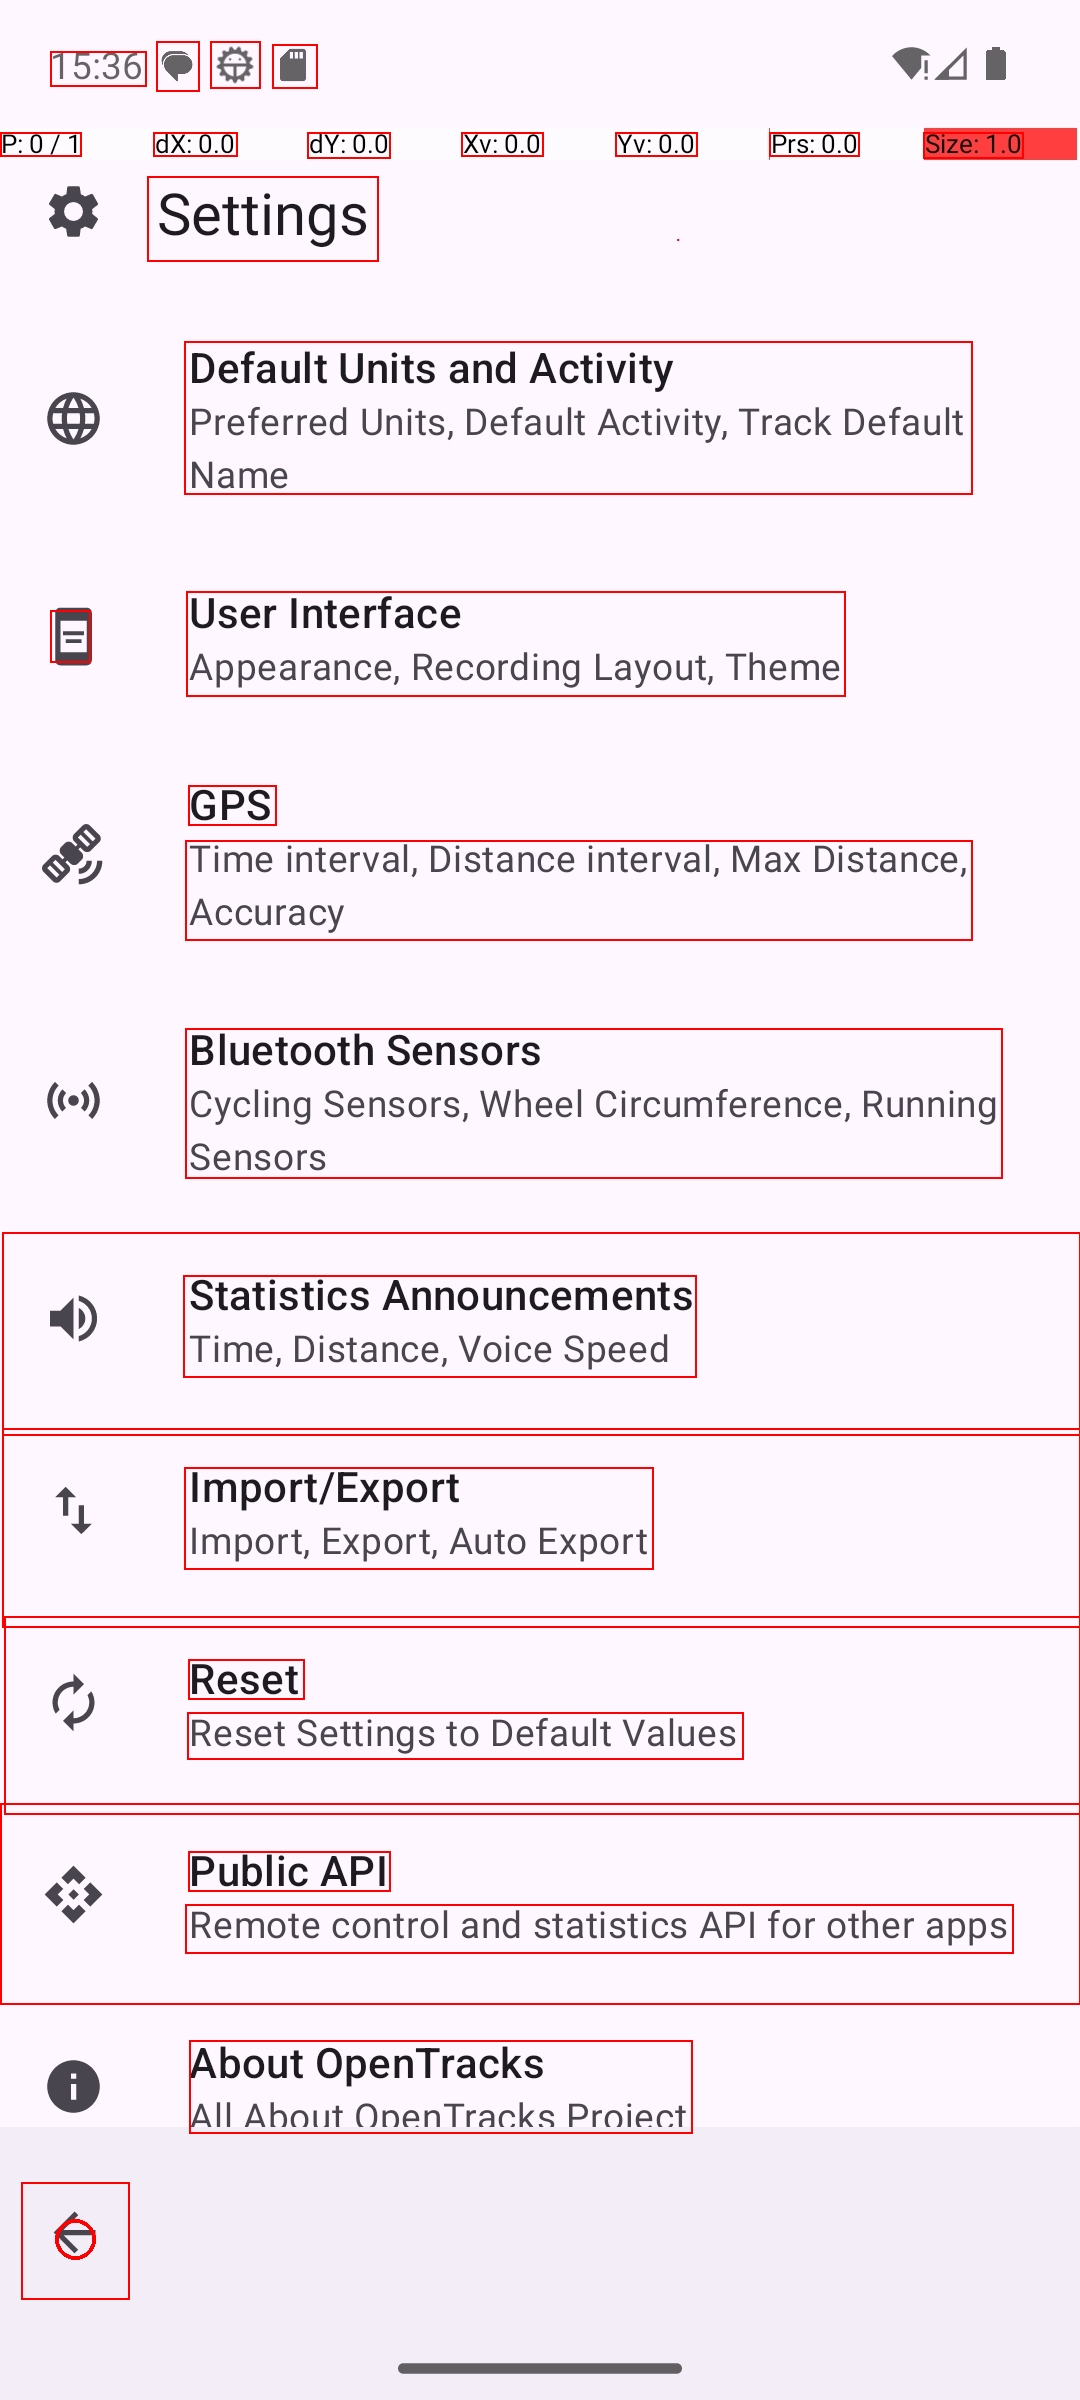 15:36
P: 0 / 1 dX: 0.0 dY: 0.0 Xv: 0.0 Yv: 0.0 Prs: 0.0 Size: 1.0
Settings
Default Units and Activity
Preferred Units, Default Activity, Track Default
Name
User Interface
Appearance, Recording Layout, Theme
GPS
Time interval, Distance interval, Max Distance,
Accuracy
Bluetooth Sensors
Cycling Sensors, Wheel Circumference, Running
Sensors
Statistics Announcements
Time, Distance, Voice Speed
Import/Export
Import, Export, Auto Export
Reset
Reset Settings to Default Values
Public API
Remote control and statistics API for other apps
About OpenTracks
All About OpenTracks Project